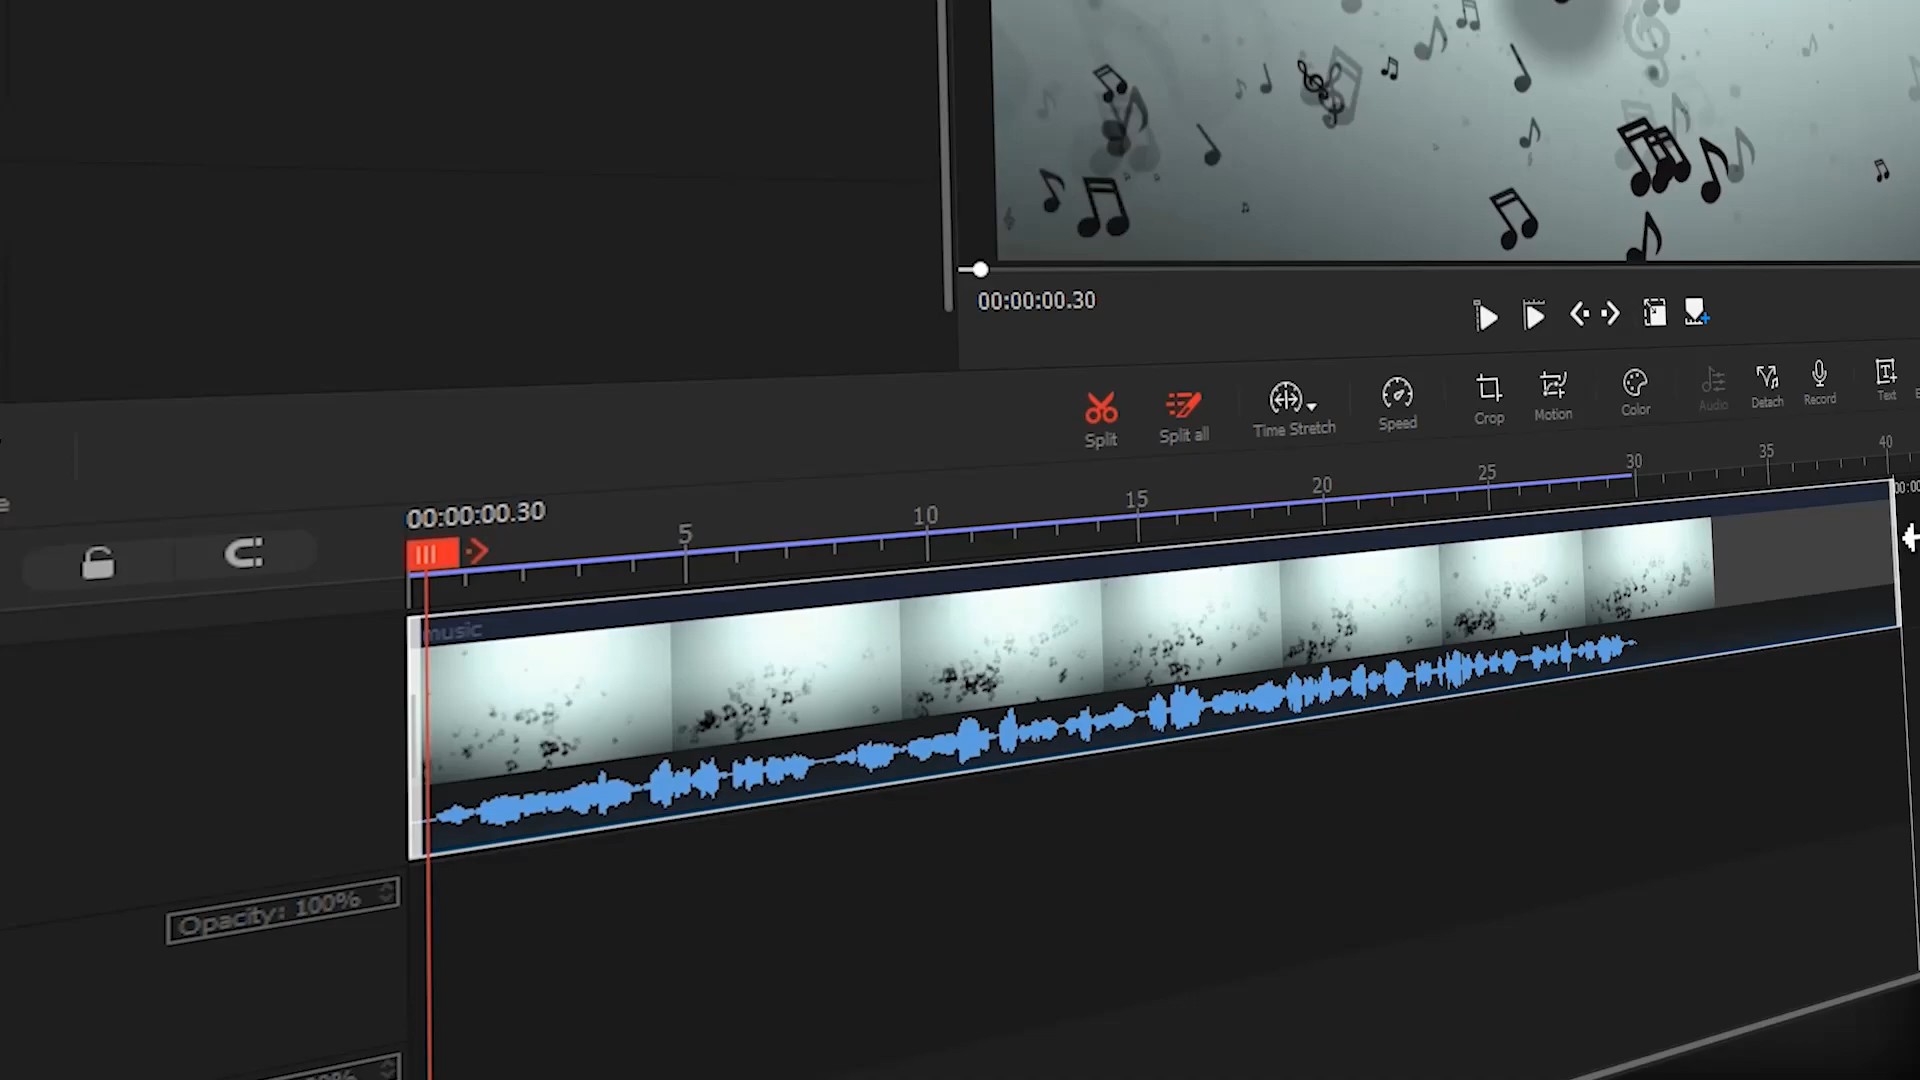 00:00:00.30
Split
Split all
Time Stretch
Speed
Crop
Motion
Color
Audio
Detach
Record
Text
00:00:00.30
5
10
15
20
25
30
35
40
music
Opacity: 100%